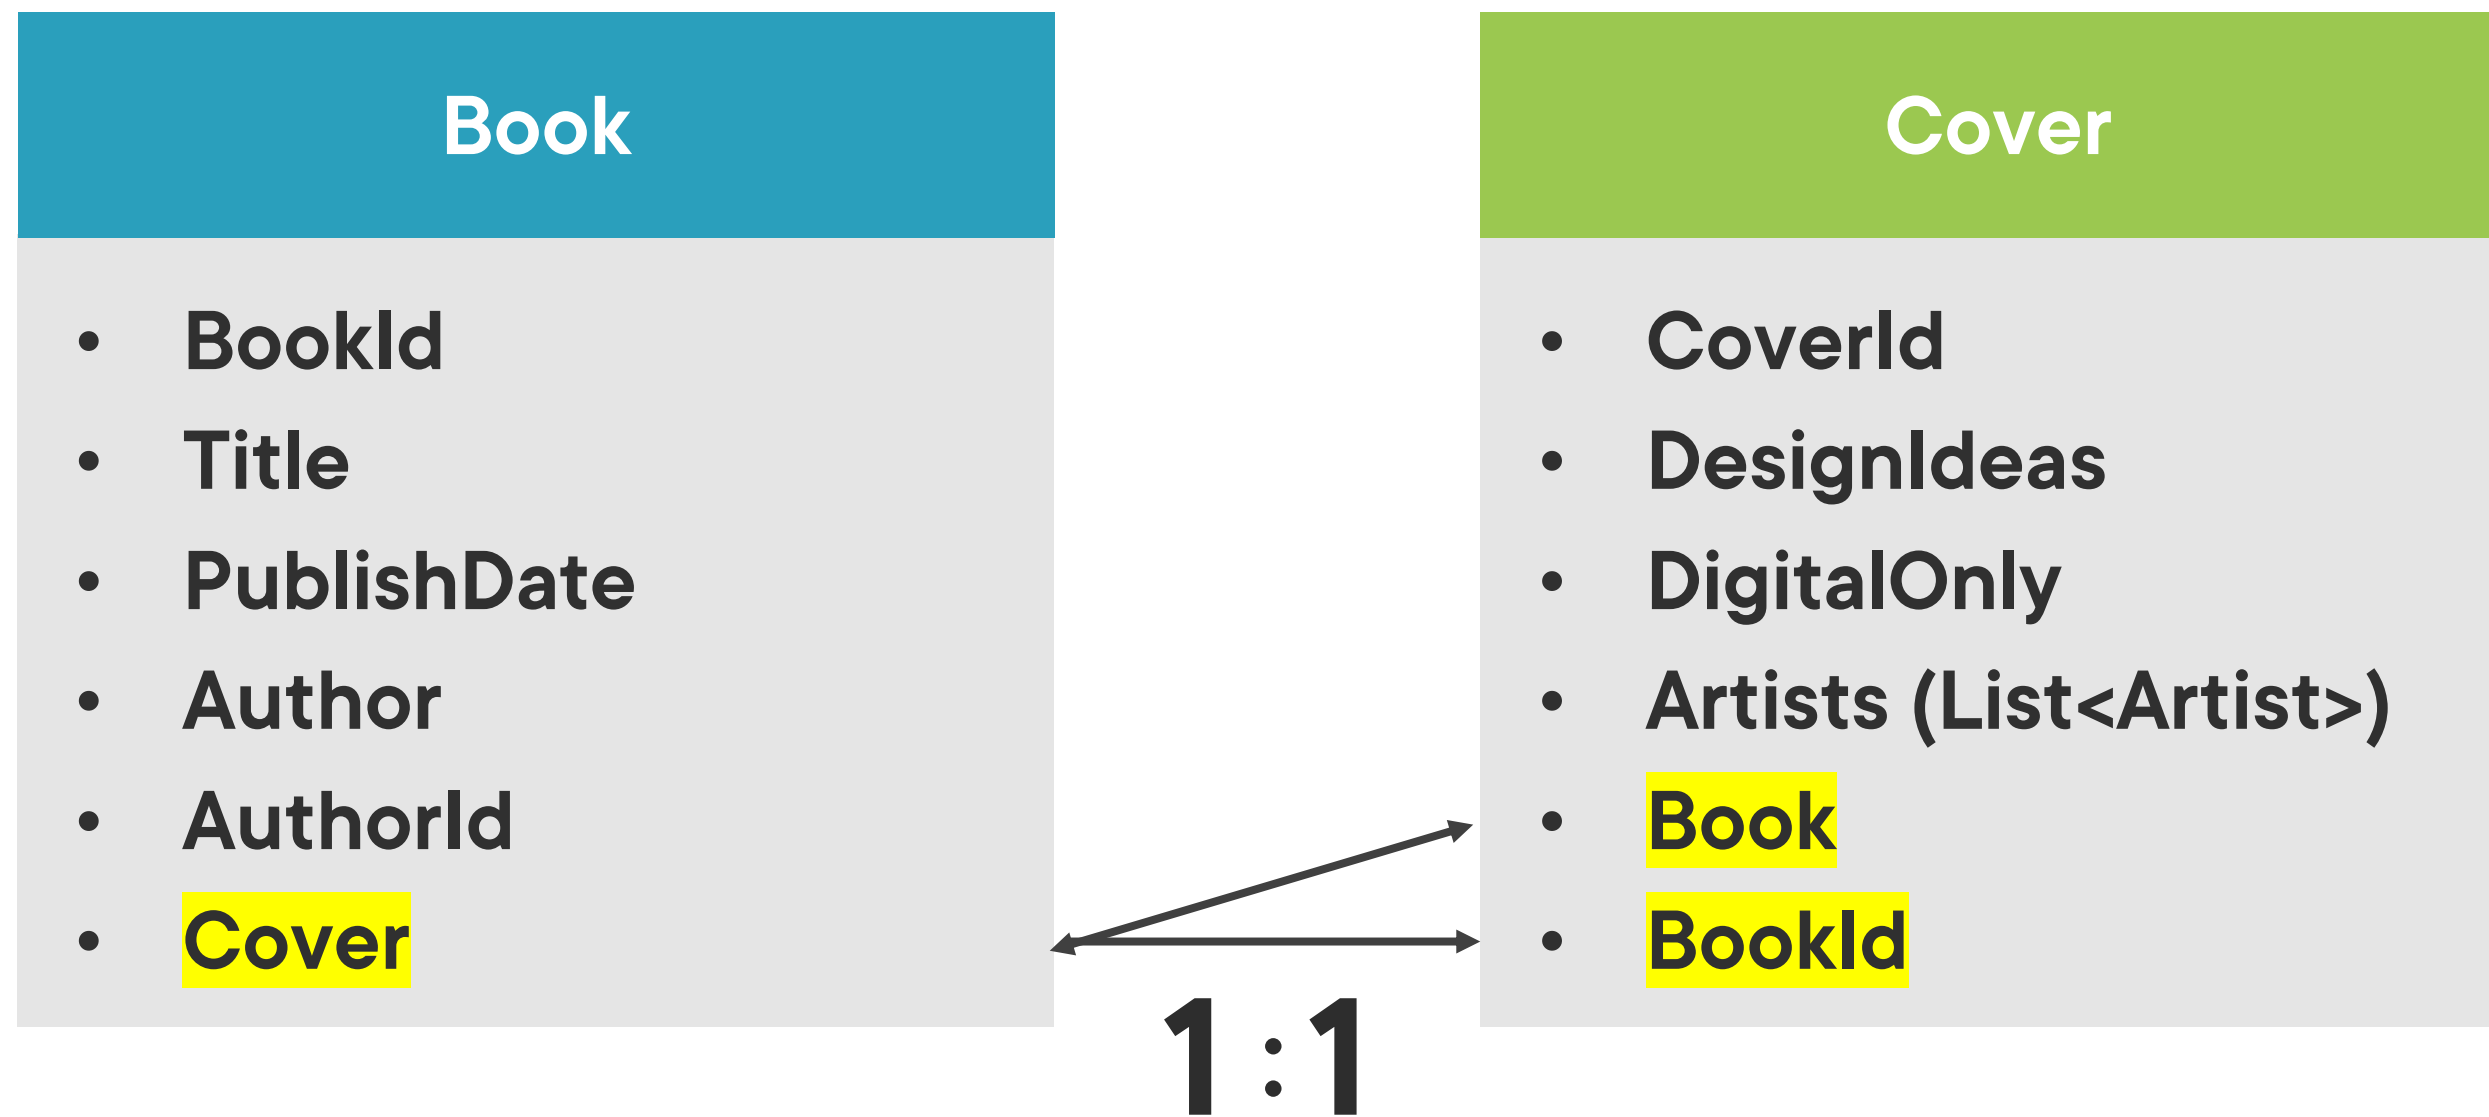 Book
• BookId
• Title
• PublishDate
• Author
• AuthorId
• Cover
Cover
• CoverId
• DesignIdeas
• DigitalOnly
• Artists (List<Artist>)
• Book
• BookId
1 : 1